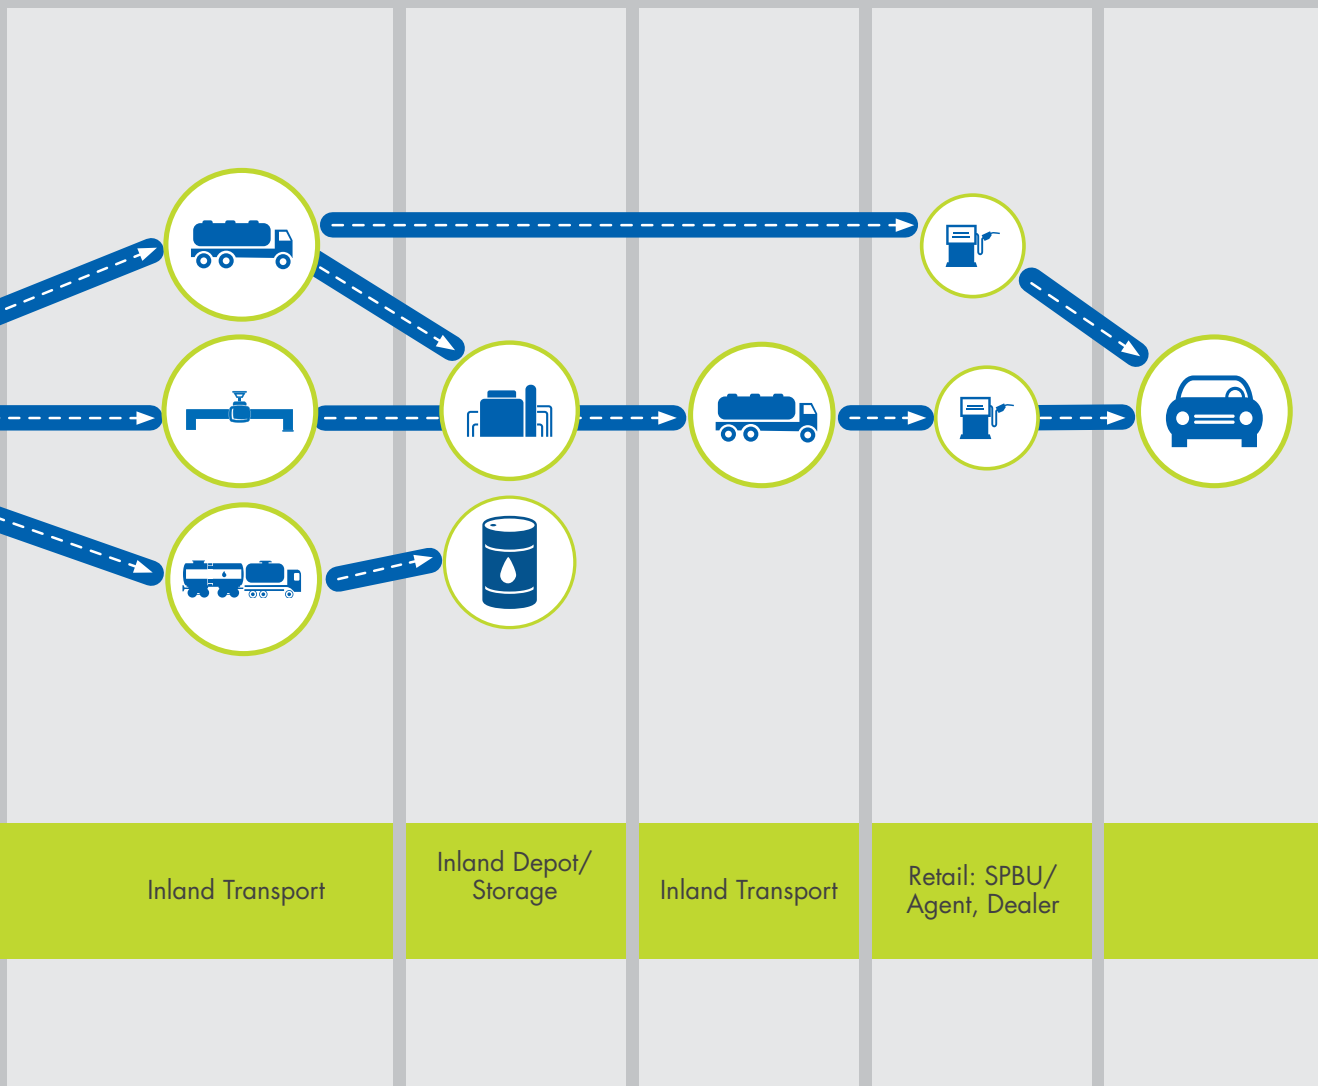 Inland Transport
Inland Depot/
Storage
Inland Transport
Retail: SPBU/
Agent, Dealer